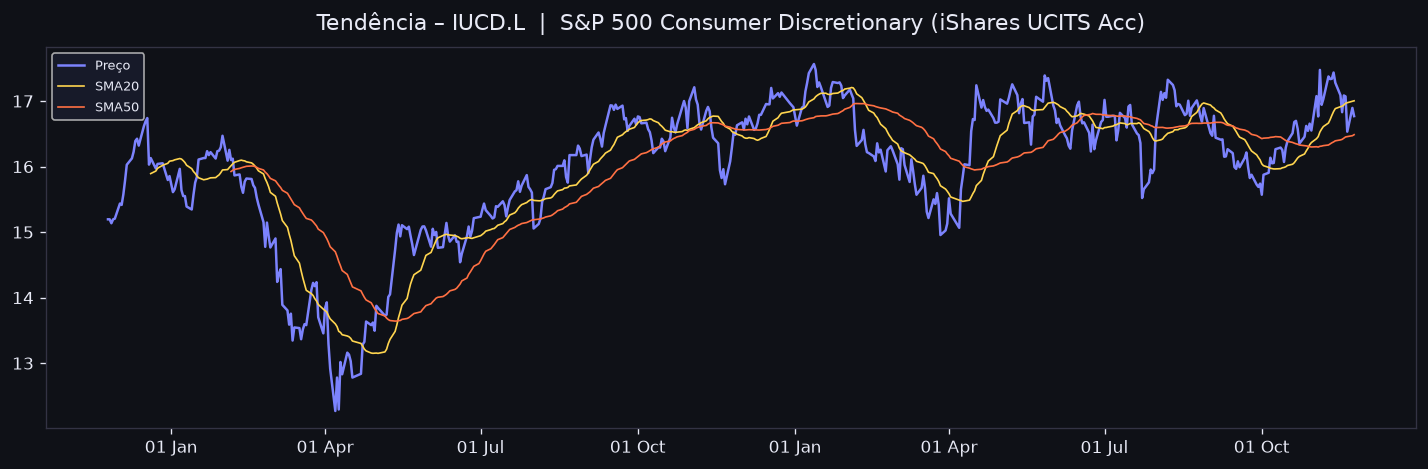 Tendência – IUCD.L | S&P 500 Consumer Discretionary (iShares UCITS Acc)
Preço
SMA20
SMA50
17
16
15
14
13
01 Jan
01 Apr
01 Jul
01 Oct
01 Jan
01 Apr
01 Jul
01 Oct